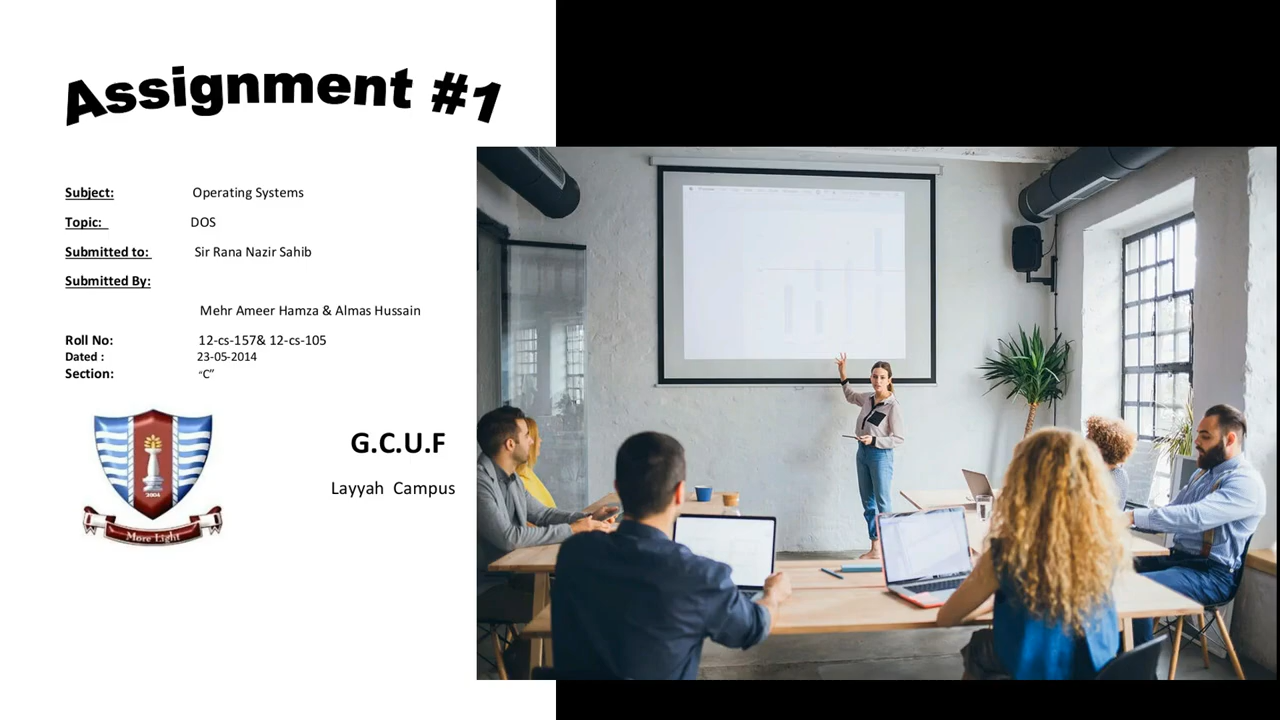 Assignment #1
Subject: Operating Systems
Topic: DOS
Submitted to: Sir Rana Nazir Sahib
Submitted By:
Mehr Ameer Hamza & Almas Hussain
Roll No: 12-cs-157& 12-cs-105
Dated : 23-05-2014
Section: “C”
G.C.U.F
Layyah Campus
2004
More Light